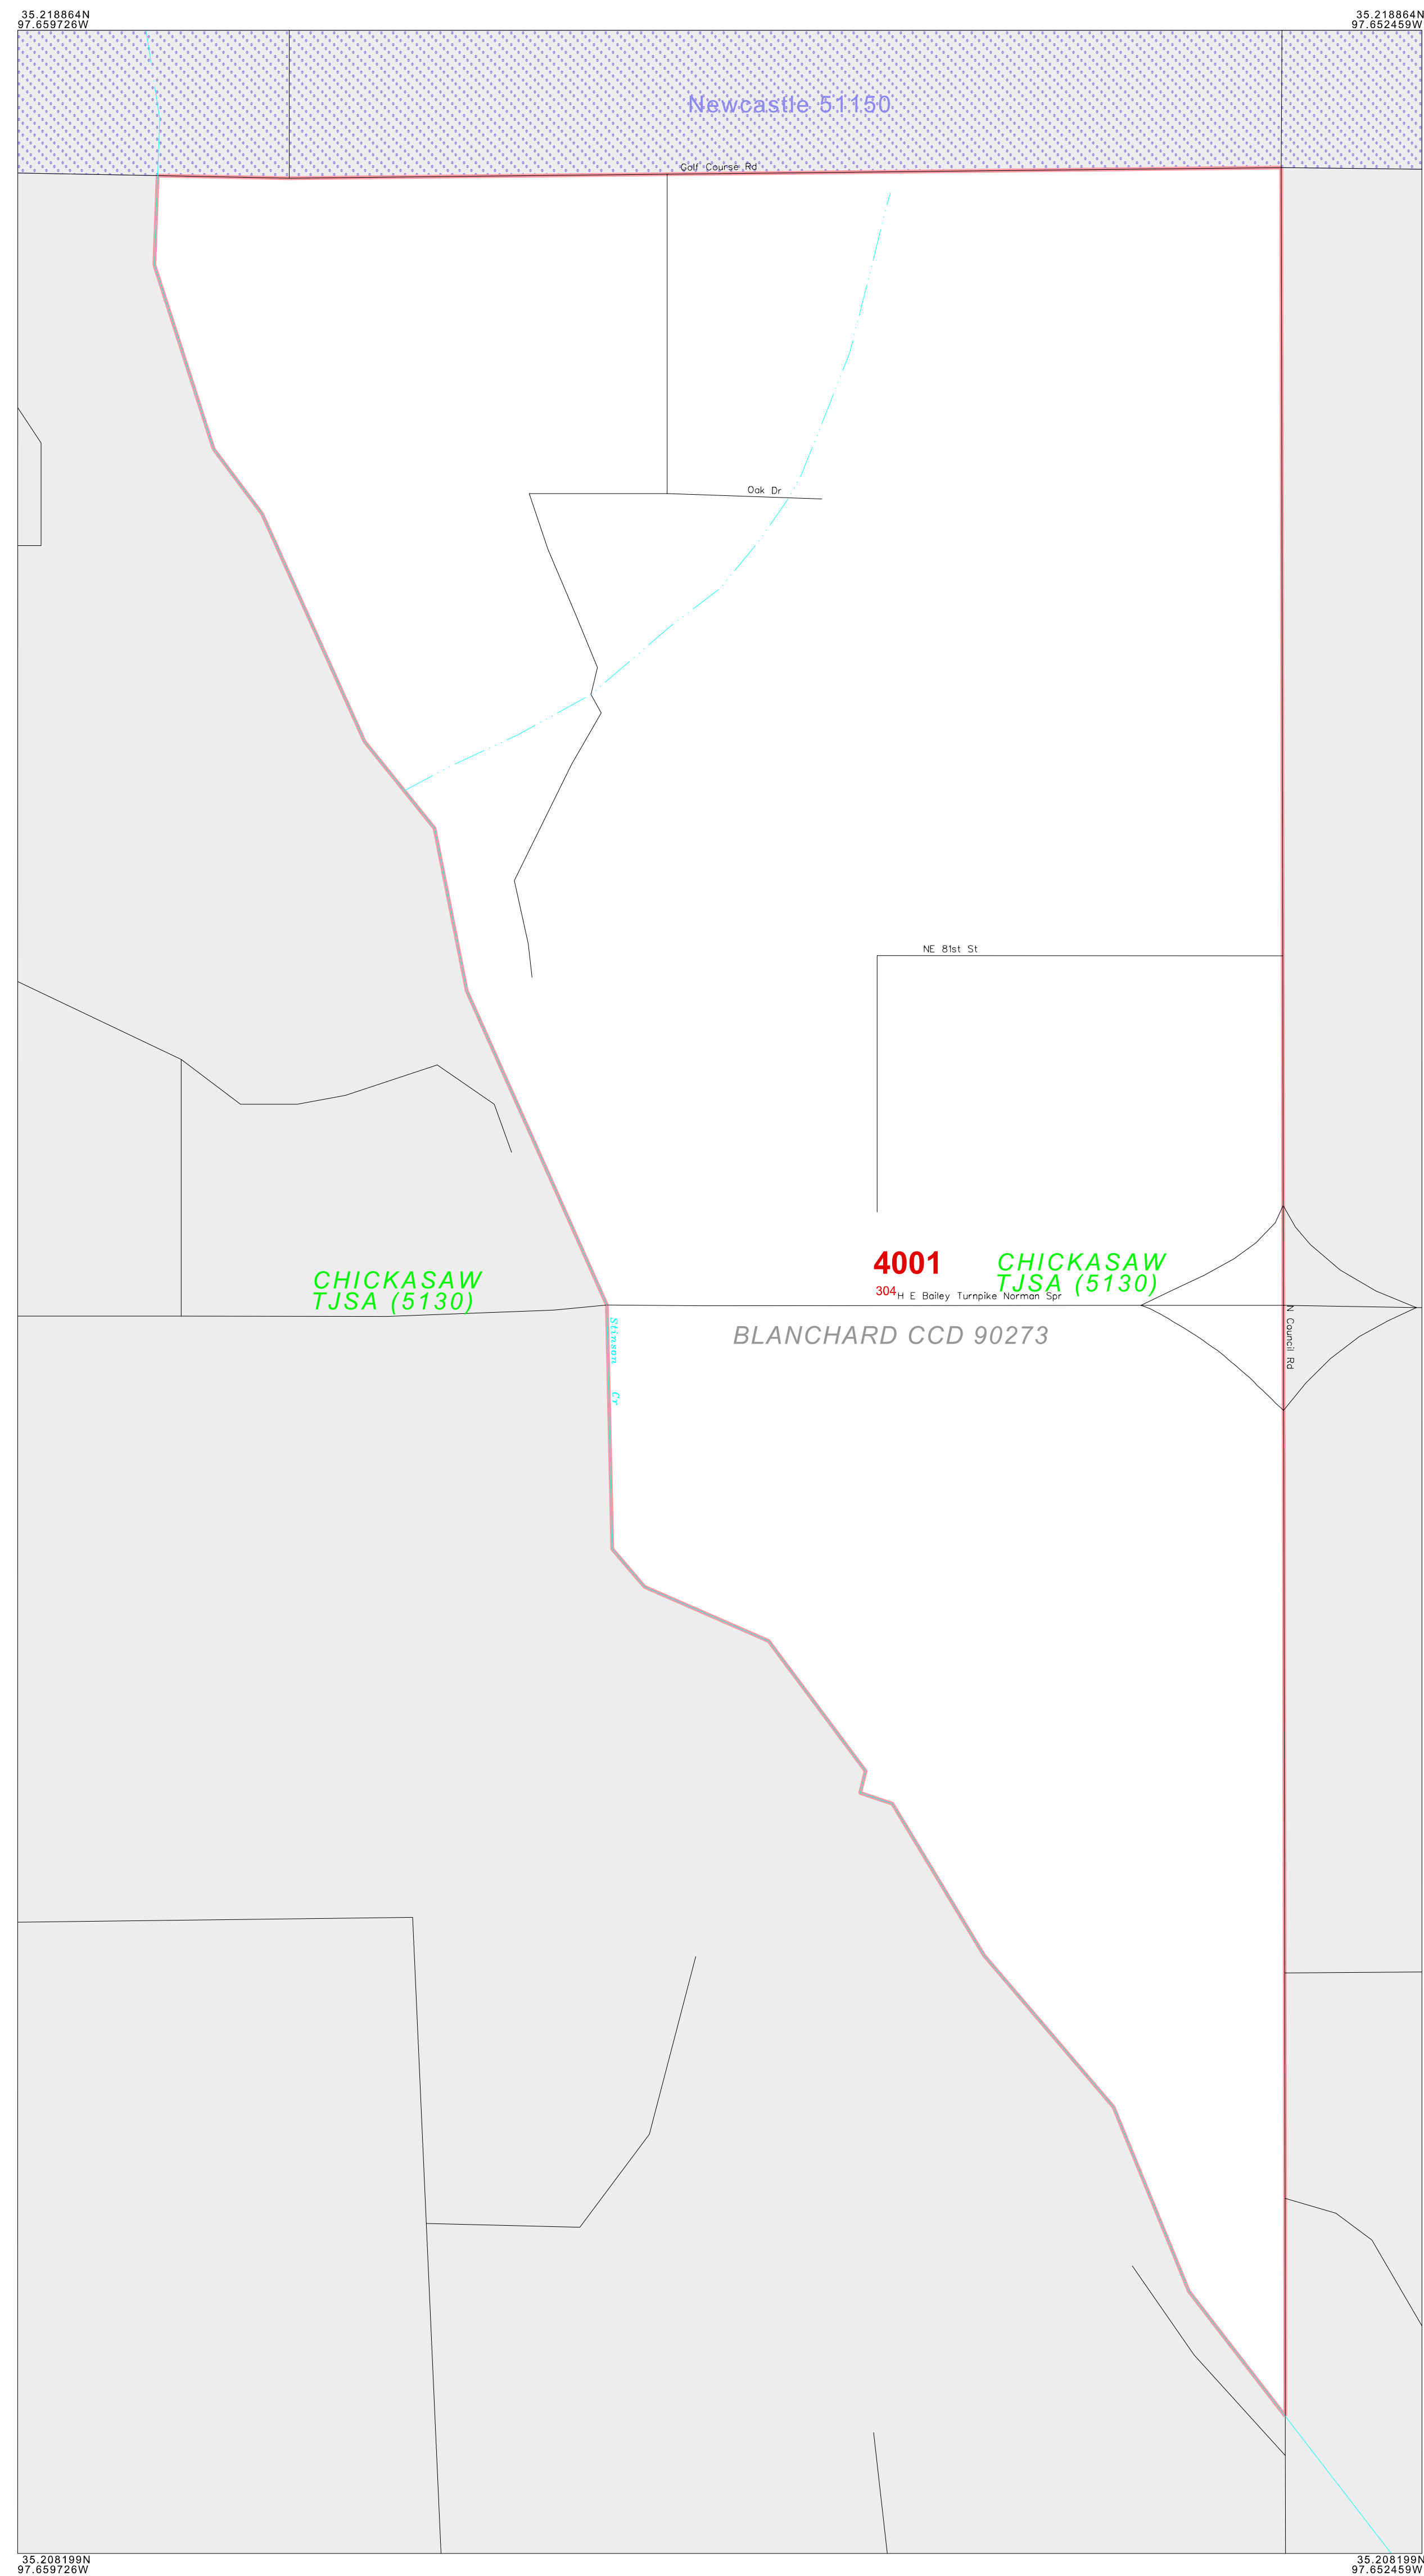 35.218864N
97.659726W
35.218864N
97.652459W
Newcastle 51150
Golf Course Rd
Oak Dr
NE 81st St
4001
304
CHICKASAW
TJSA (5130)
CHICKASAW
TJSA (5130)
H E Bailey Turnpike Norman Spr
N Council Rd
Stinson Cr
BLANCHARD CCD 90273
35.208199N
97.659726W
35.208199N
97.652459W